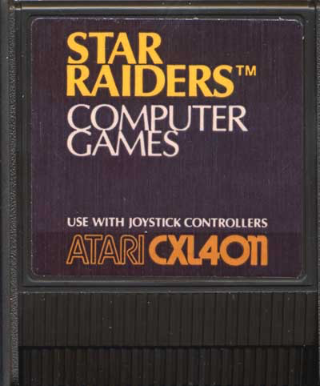 STAR
RAIDERS™
COMPUTER
GAMES
USE WITH JOYSTICK CONTROLLERS
ATARI CXL4011